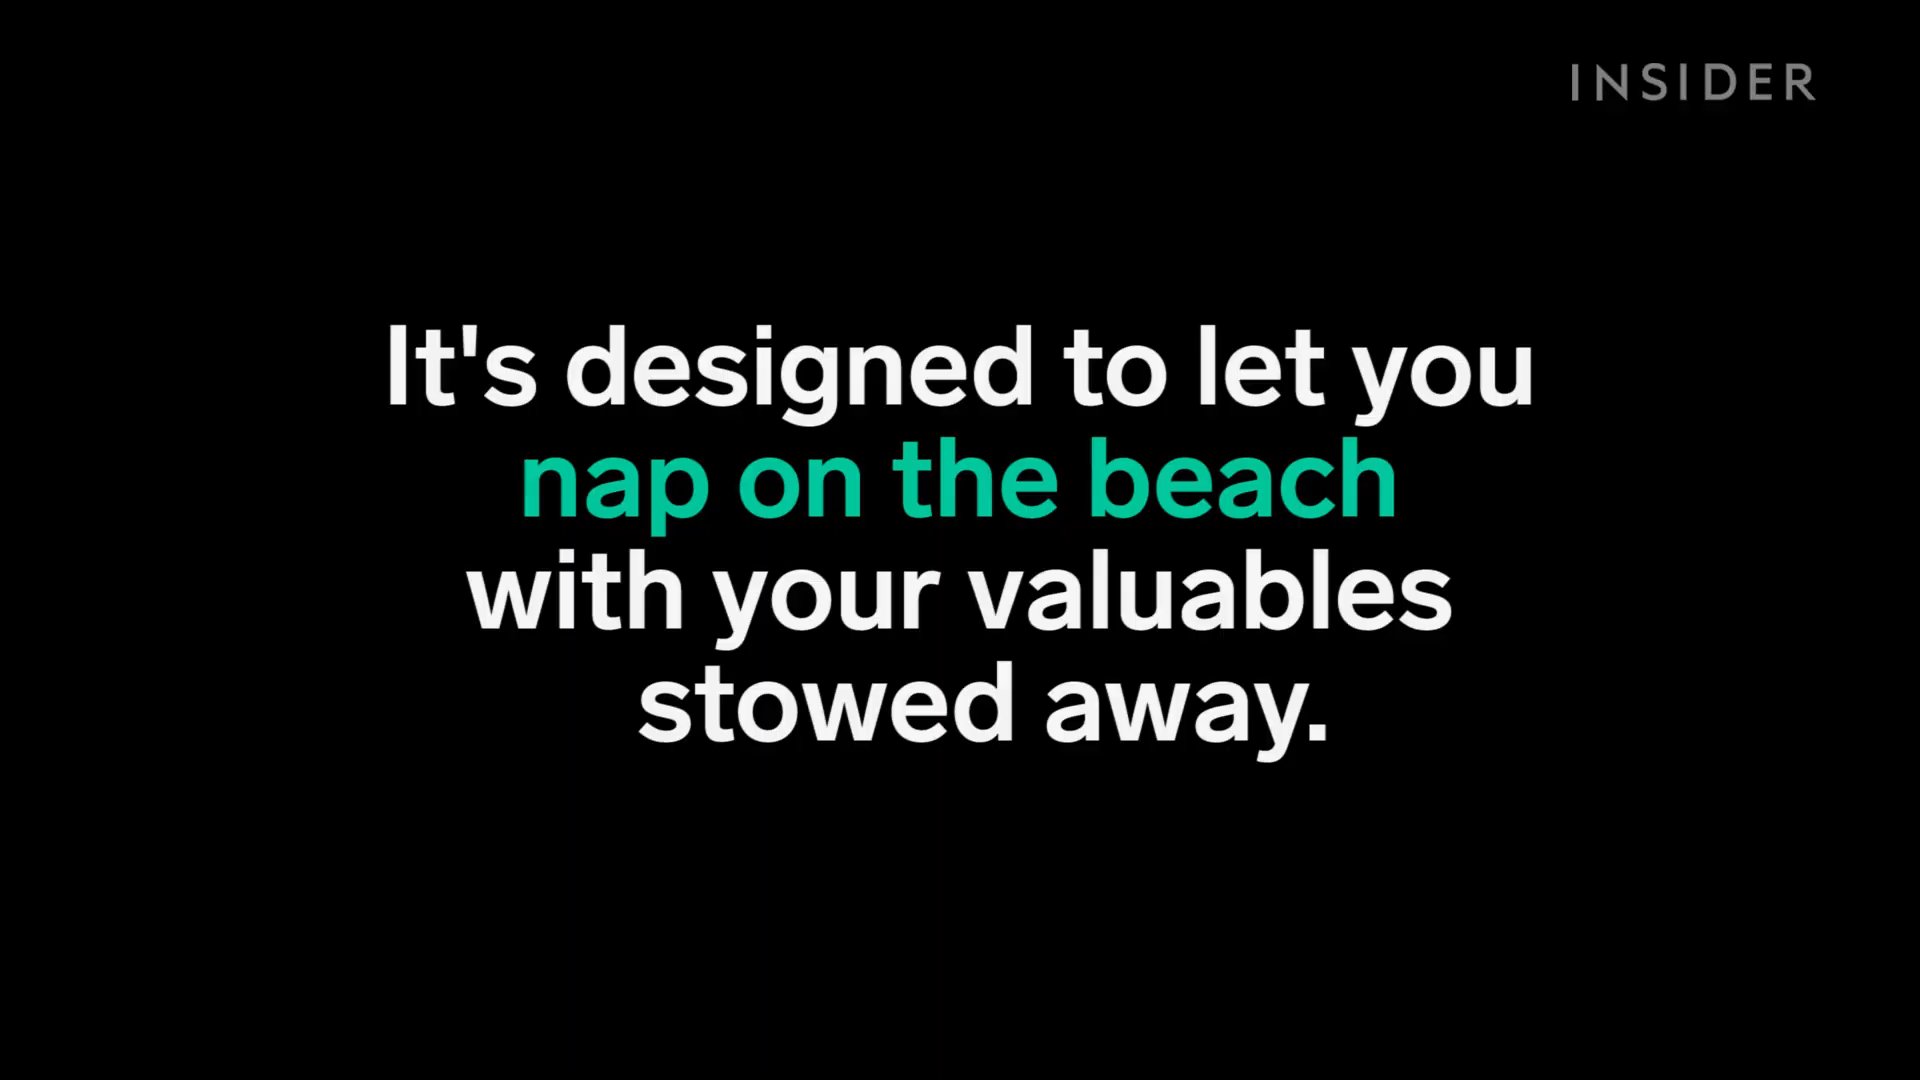 INSIDER
It's designed to let you
nap on the beach
with your valuables
stowed away.